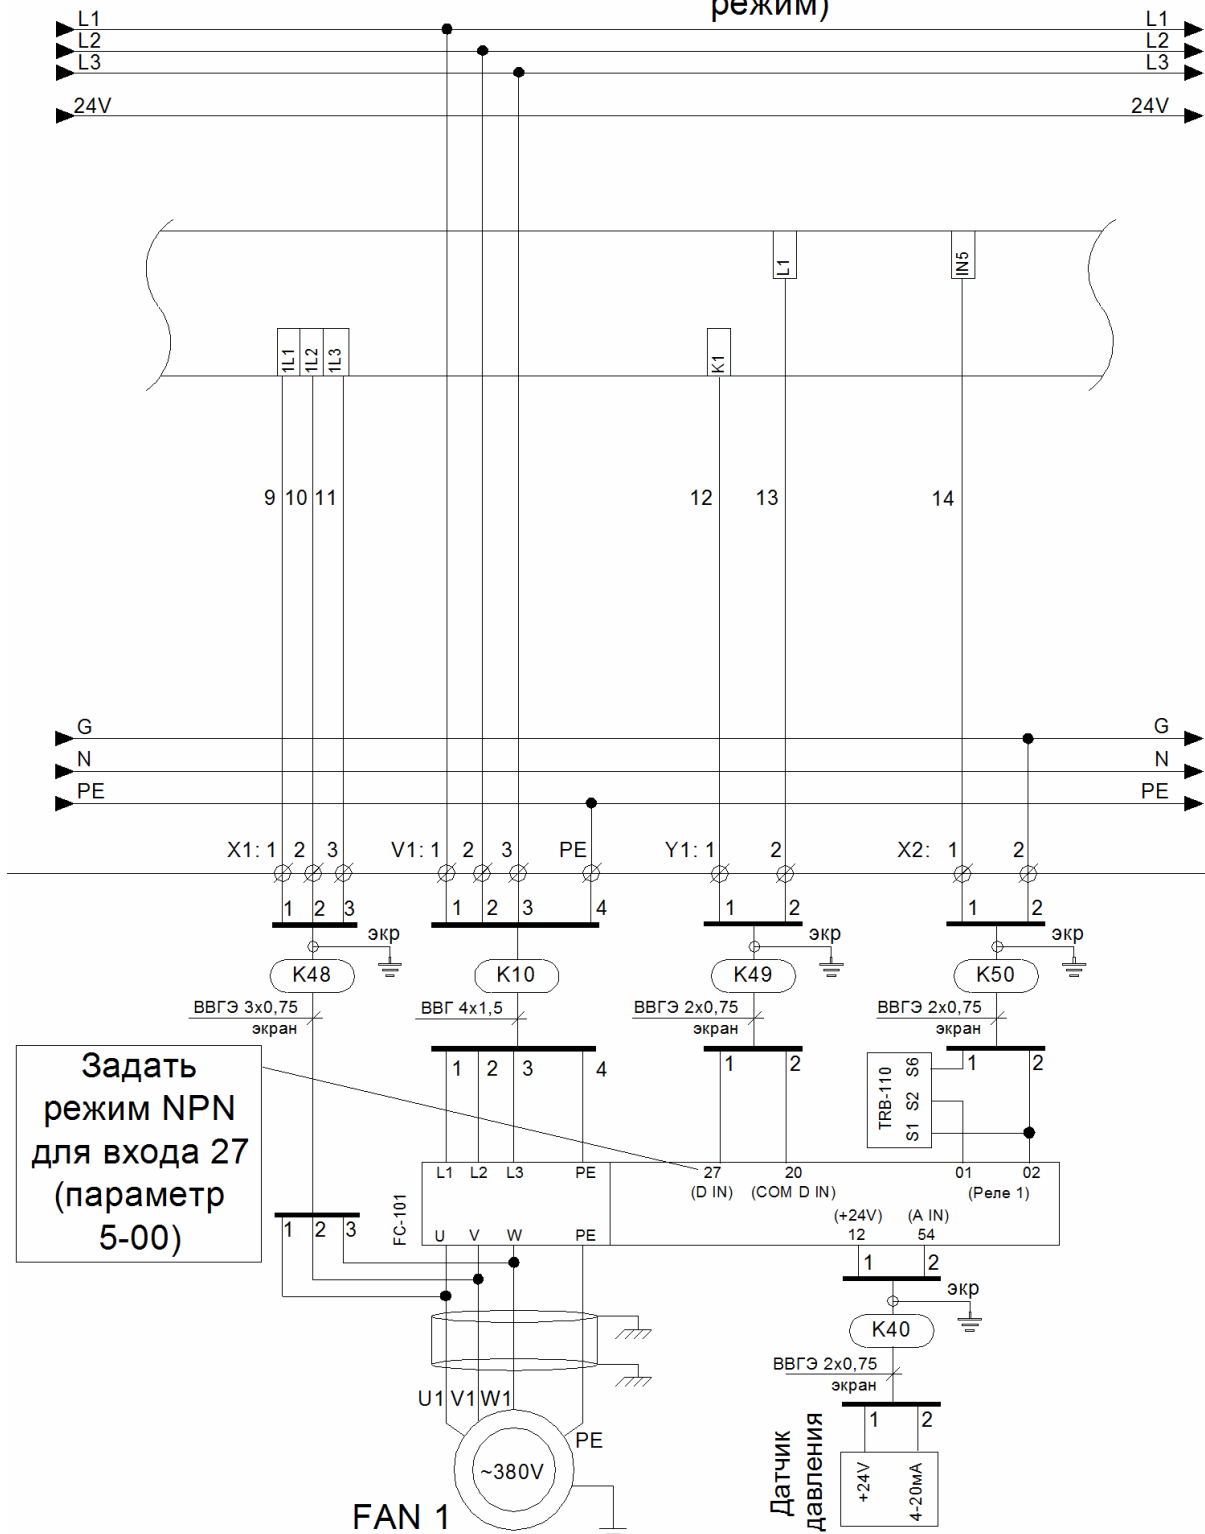 режим)
L1 L1
L2 L2
L3 L3
24V 24V
L1 IN5
1L1 1L2 1L3 K1
9 10 11 12 13 14
G G
N N
PE PE
X1: 1 2 3 V1: 1 2 3 PE Y1: 1 2 X2: 1 2
1 2 3 1 2 3 4 1 2 1 2
экр экр экр
K48 K10 K49 K50
ВВГЭ 3x0,75 ВВГ 4x1,5 ВВГЭ 2x0,75 ВВГЭ 2x0,75
экран экран экран
1 2 3 4 1 2 1 2
Задать
режим NPN
для входа 27
(параметр
5-00)
TRB-110
S6
S2
S1
L1 L2 L3 PE 27 20 01 02
(D IN) (COM D IN) (Реле 1)
FC-101
(+24V) (A IN)
U V W PE 12 54
1 2 3 1 2
экр
K40
ВВГЭ 2x0,75
экран
U1 V1 W1
1 2
PE
Датчик
давления
~380V
+24V 4-20мА
FAN 1